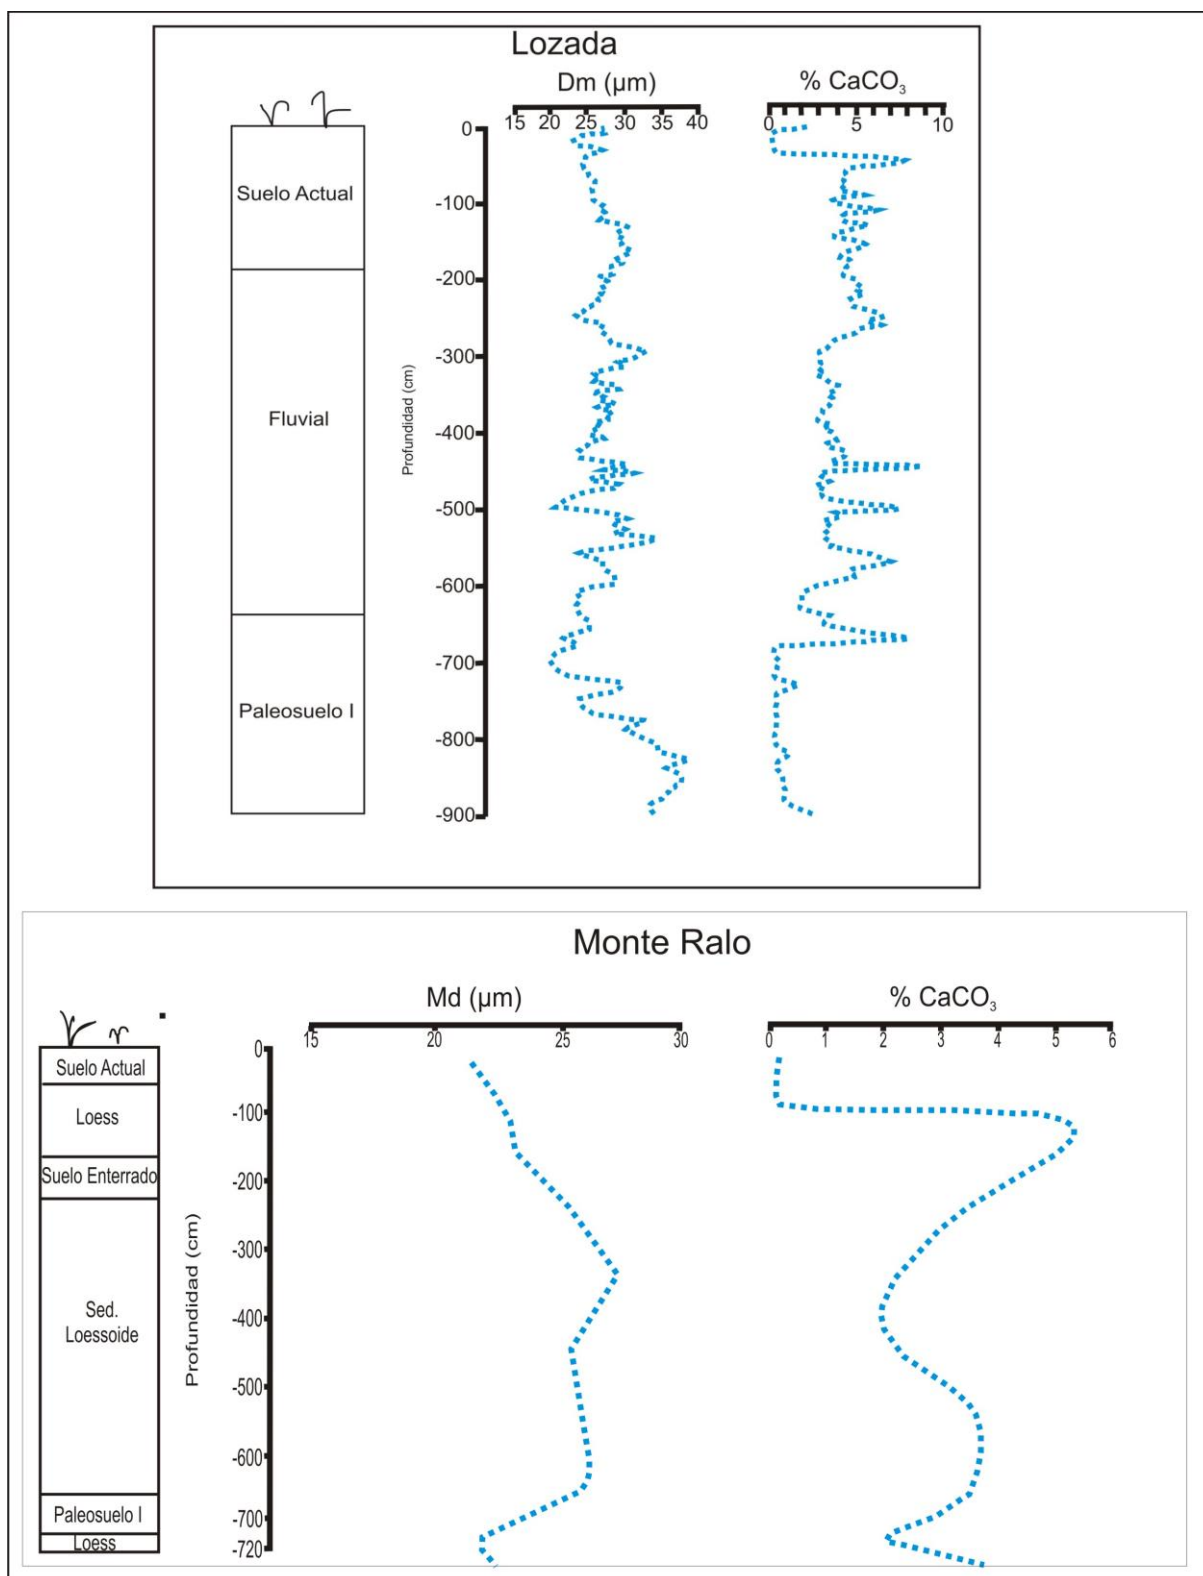 Lozada
Dm (µm)
% CaCO₃
15 20 25 30 35 40
0 5 10
Suelo Actual
Fluvial
Paleosuelo I
Profundidad (cm)
0
-100
-200
-300
-400
-500
-600
-700
-800
-900
Monte Ralo
Md (µm)
% CaCO₃
15 20 25 30
0 1 2 3 4 5 6
Suelo Actual
Loess
Suelo Enterrado
Sed.
Loessoide
Paleosuelo I
Loess
Profundidad (cm)
0
-100
-200
-300
-400
-500
-600
-700
-720